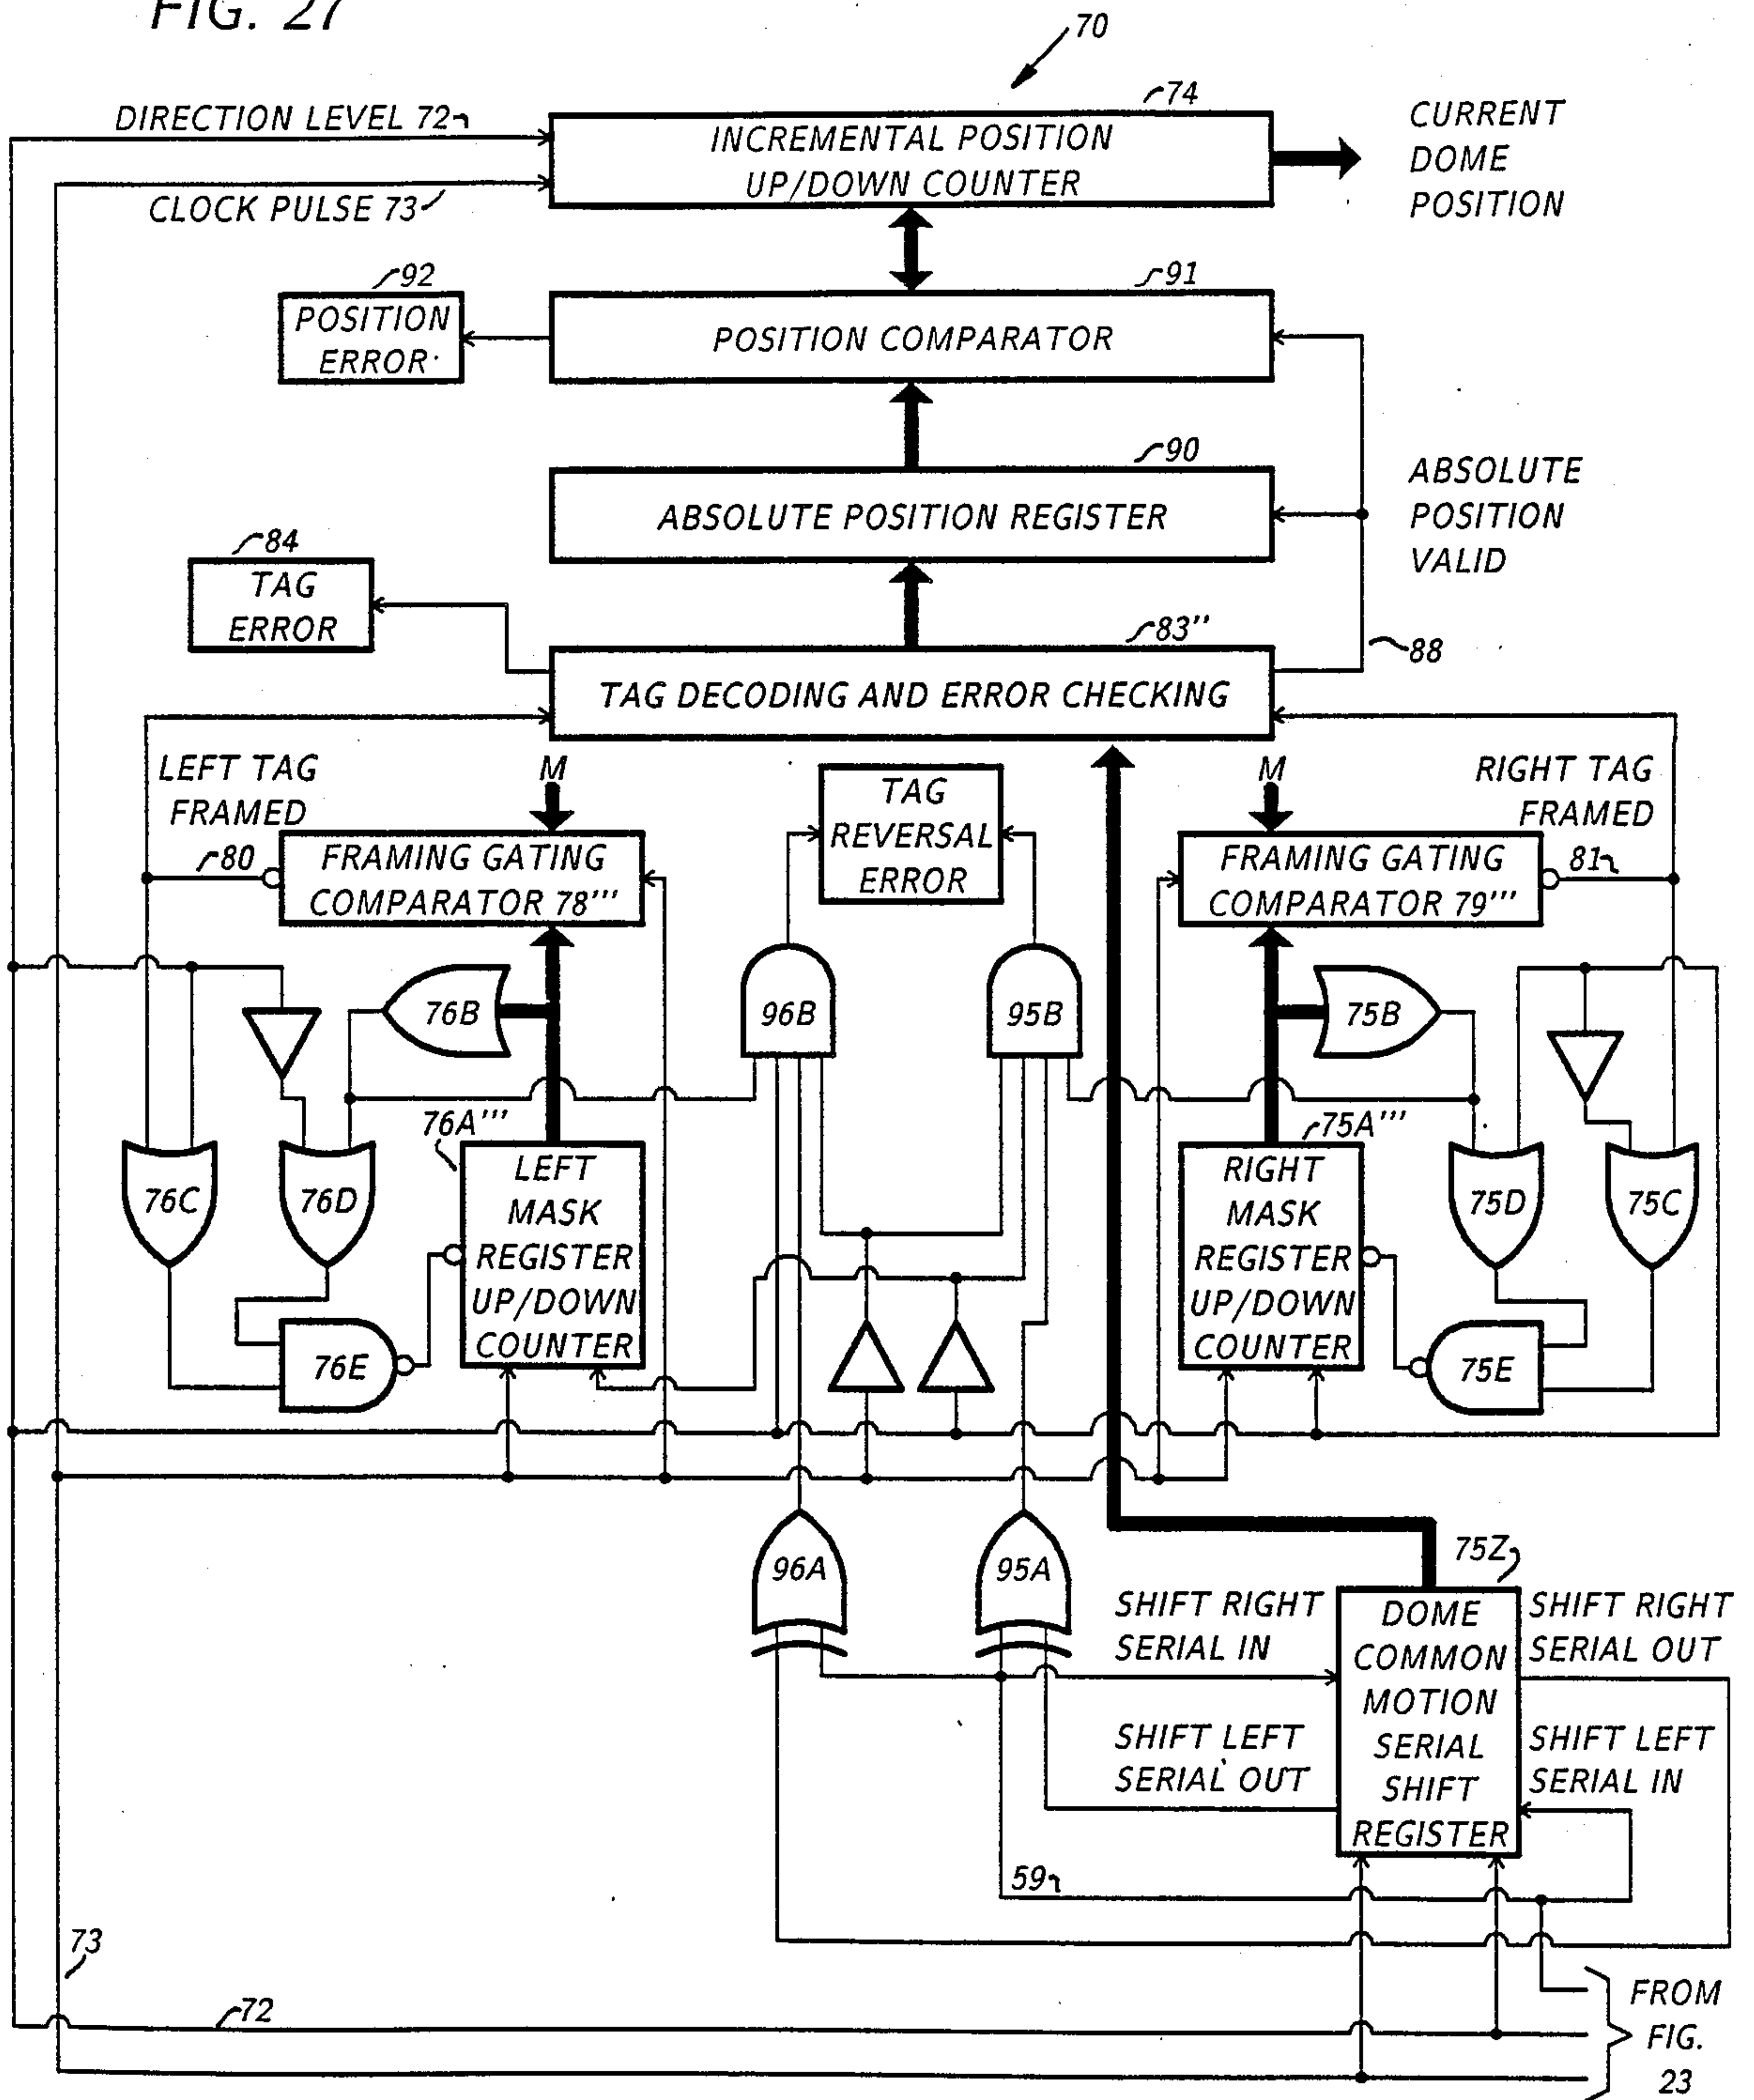 FIG. 27
70
DIRECTION LEVEL 72
CLOCK PULSE 73
74
INCREMENTAL POSITION
UP/DOWN COUNTER
CURRENT
DOME
POSITION
92
POSITION
ERROR
91
POSITION COMPARATOR
90
ABSOLUTE POSITION REGISTER
ABSOLUTE
POSITION
VALID
84
TAG
ERROR
83''
88
TAG DECODING AND ERROR CHECKING
LEFT TAG
FRAMED
M
80
FRAMING GATING
COMPARATOR 78'''
TAG
REVERSAL
ERROR
M
RIGHT TAG
FRAMED
FRAMING GATING
COMPARATOR 79'''
81
76B
96B
95B
75B
76A'''
75A'''
76C
76D
LEFT
MASK
REGISTER
UP/DOWN
COUNTER
RIGHT
MASK
REGISTER
UP/DOWN
COUNTER
75D
75C
76E
75E
96A
95A
75Z
SHIFT RIGHT
SERIAL IN
DOME
COMMON
MOTION
SERIAL
SHIFT
REGISTER
SHIFT RIGHT
SERIAL OUT
SHIFT LEFT
SERIAL OUT
SHIFT LEFT
SERIAL IN
59
73
72
FROM
FIG.
23